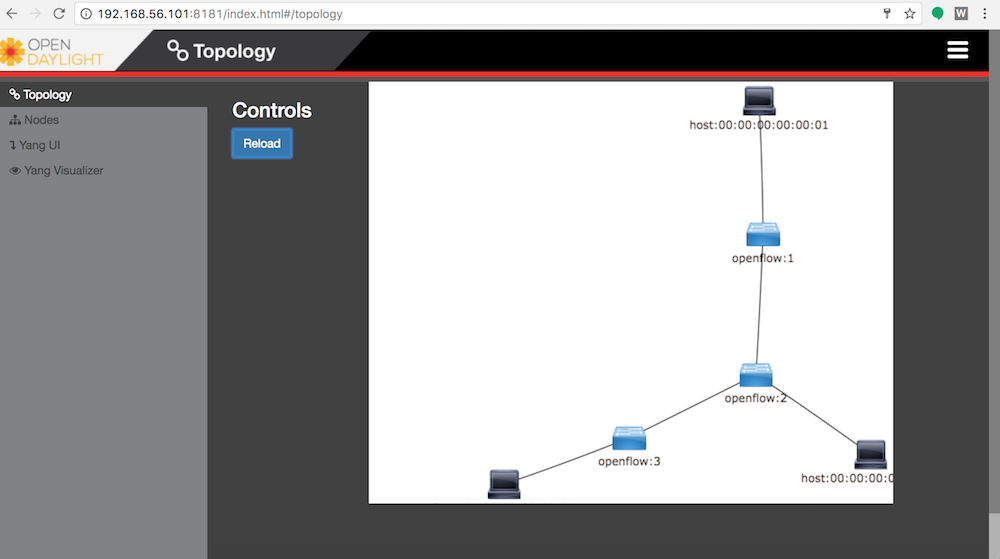 192.168.56.101:8181/index.html#/topology
W
OPEN
DAYLIGHT
Topology
Topology
Nodes
Yang UI
Yang Visualizer
Controls
Reload
host:00:00:00:00:00:01
openflow:1
openflow:2
openflow:3
host:00:00:00:0